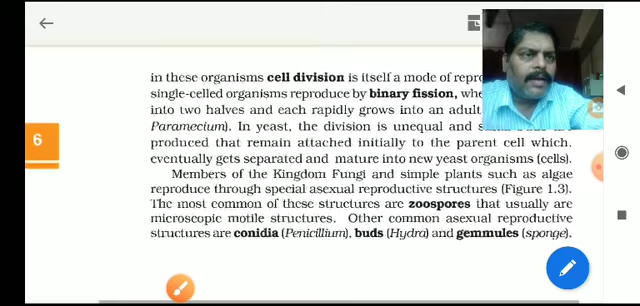 in these organisms cell division is itself a mode of
single-celled organisms reproduce by binary fission,
into two halves and each rapidly grows into an adult
6
Paramecium). In yeast, the division is unequal and
produced that remain attached initially to the parent cell which,
eventually gets separated and mature into new yeast organisms (cells).
Members of the Kingdom Fungi and simple plants such as algae
reproduce through special asexual reproductive structures (Figure 1.3).
The most common of these structures are zoospores that usually are
microscopic motile structures. Other common asexual reproductive
structures are conidia (Penicillium), buds (Hydra) and gemmules (sponge).